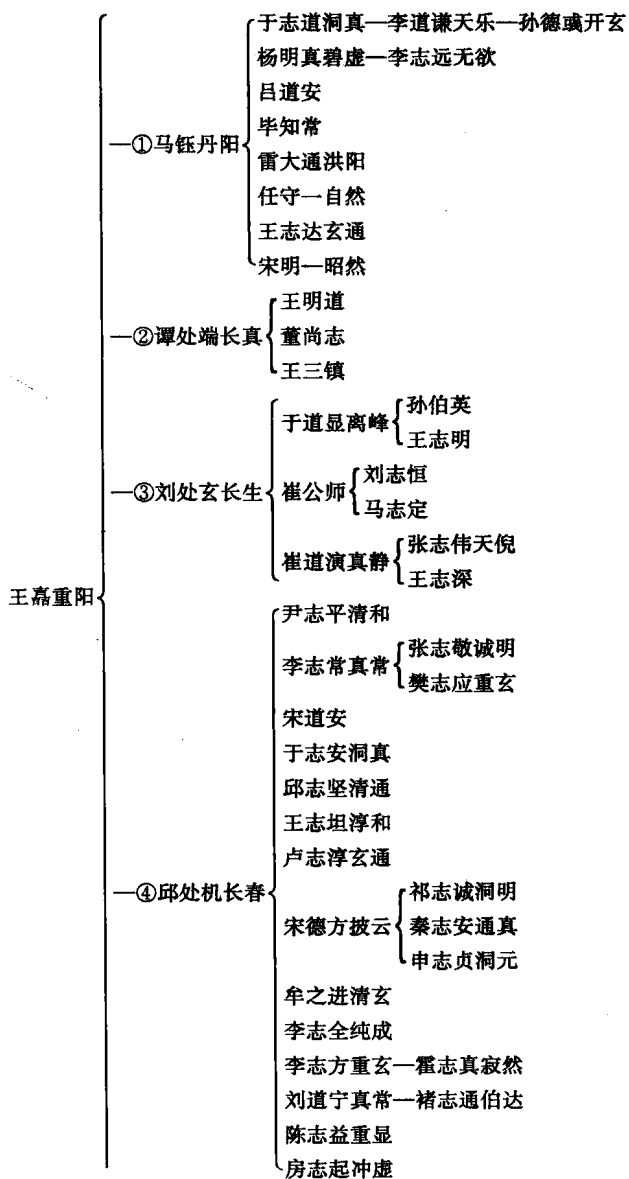 于志道洞真—李道谦天乐—孙德彧开玄
杨明真碧虚—李志远无欲
吕道安
毕知常
—①马钰丹阳
雷大通洪阳
任守一自然
王志达玄通
宋明一昭然
王明道
—②谭处端长真 董尚志
王三镇
孙伯英
于道显离峰
王志明
刘志恒
—③刘处玄长生 崔公师
马志定
张志伟天倪
崔道演真静
王志深
王嚞重阳
尹志平清和
张志敬诚明
李志常真常
樊志应重玄
宋道安
于志安洞真
邱志坚清通
王志坦淳和
卢志淳玄通
—④邱处机长春
祁志诚洞明
宋德方披云 秦志安通真
申志贞洞元
牟之进清玄
李志全纯成
李志方重玄—霍志真寂然
刘道宁真常—褚志通伯达
陈志益重显
房志起冲虚